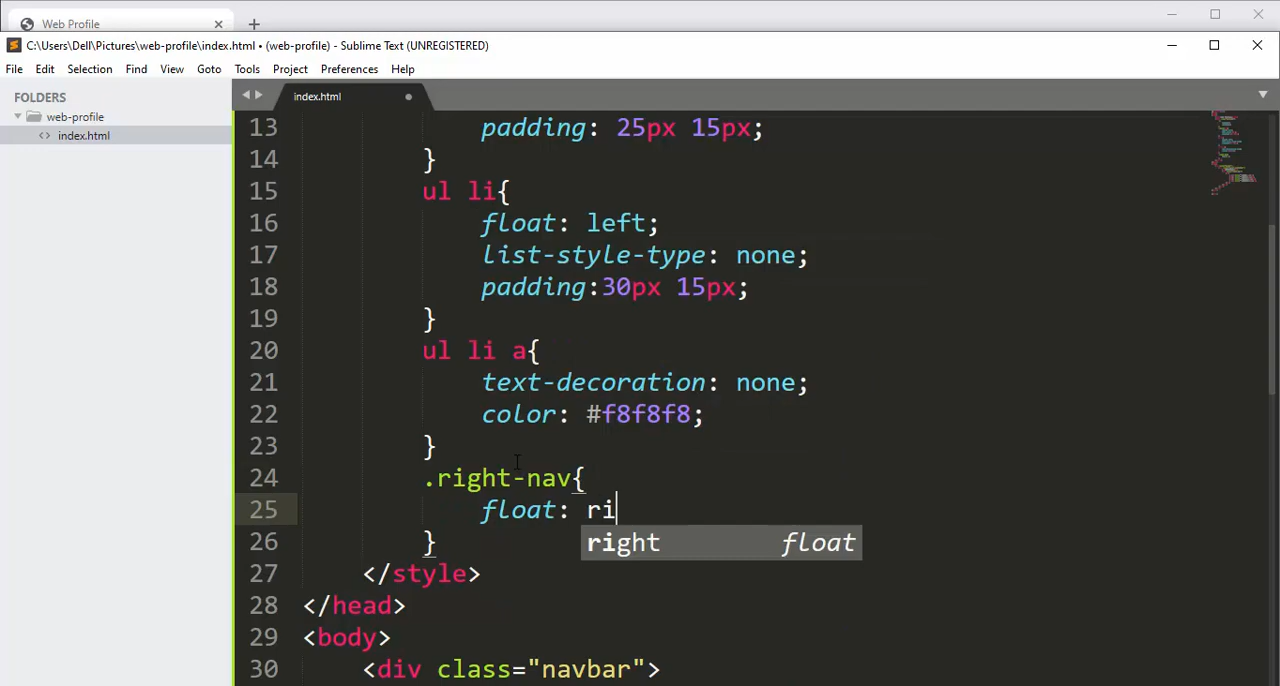 Web Profile
C:\Users\Dell\Pictures\web-profile\index.html • (web-profile) - Sublime Text (UNREGISTERED)
File Edit Selection Find View Goto Tools Project Preferences Help
FOLDERS
web-profile
<> index.html
index.html
13 padding: 25px 15px;
14 }
15 ul li{
16 float: left;
17 list-style-type: none;
18 padding:30px 15px;
19 }
20 ul li a{
21 text-decoration: none;
22 color: #f8f8f8;
23 }
24 .right-nav{
25 float: ri
right float
26 }
27 </style>
28 </head>
29 <body>
30 <div class="navbar">